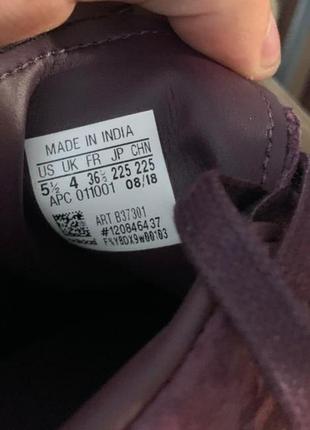 MADE IN INDIA
US UK FR JP CHN
5½ 4 36⅔ 225 225
APC 011001 08/18
ART B37301
#120846437